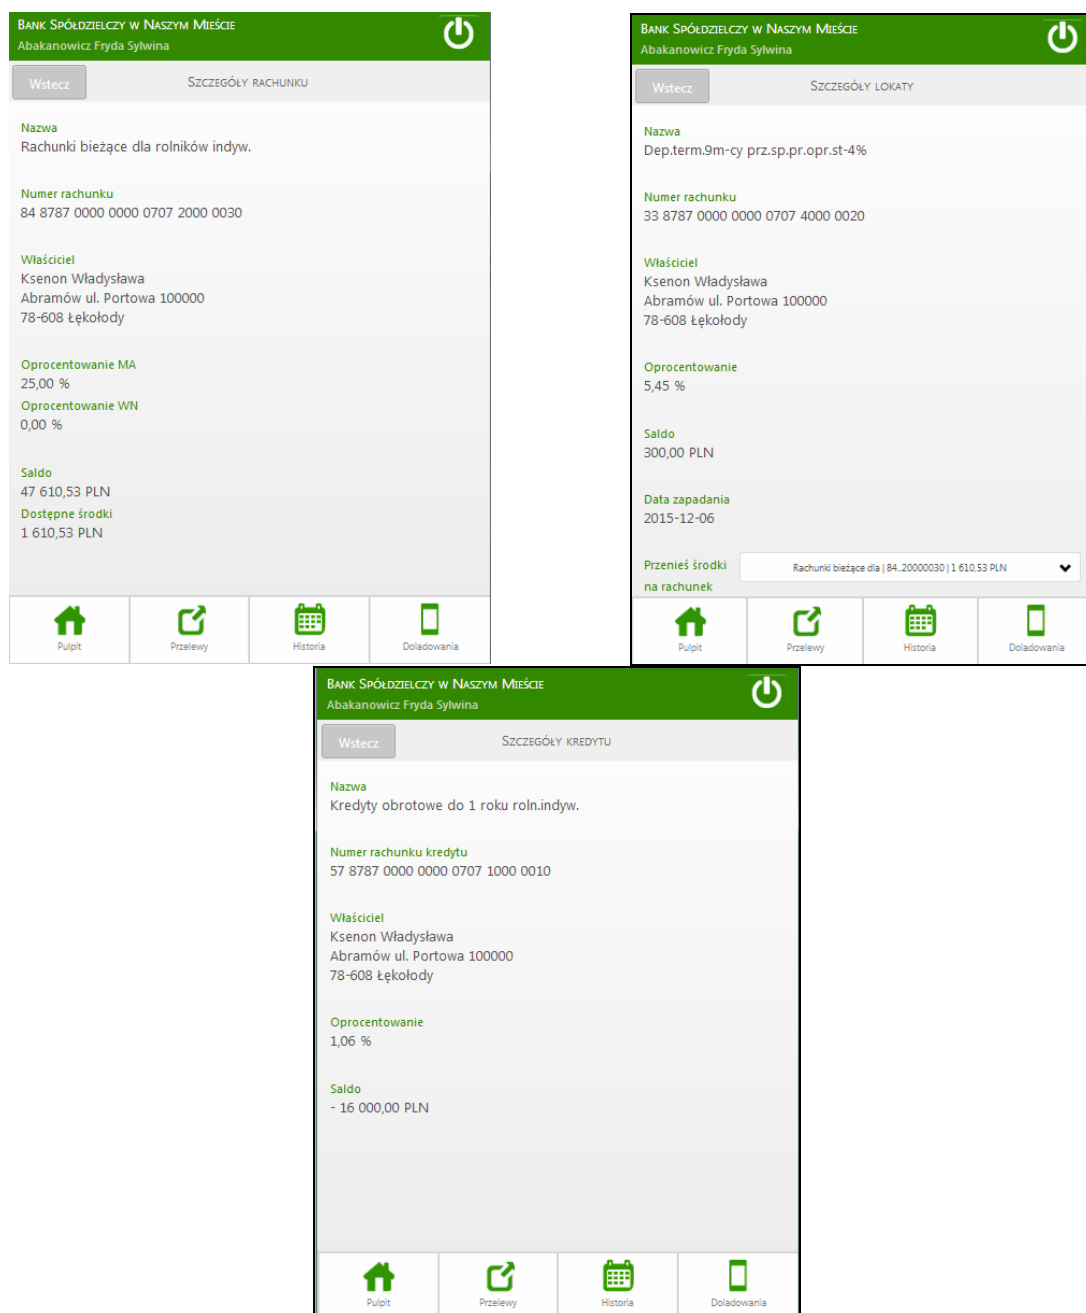 Bank Spółdzielczy w Naszym Mieście
Abakanowicz Fryda Sylwina
Wstecz
Szczegóły rachunku
Nazwa
Rachunki bieżące dla rolników indyw.
Numer rachunku
84 8787 0000 0000 0707 2000 0030
Właściciel
Ksenon Władysława
Abramów ul. Portowa 100000
78-608 Łękołody
Oprocentowanie MA
25,00 %
Oprocentowanie WN
0,00 %
Saldo
47 610,53 PLN
Dostępne środki
1 610,53 PLN
Pulpit
Przelewy
Historia
Doladowania
Bank Spółdzielczy w Naszym Mieście
Abakanowicz Fryda Sylwina
Wstecz
Szczegóły lokaty
Nazwa
Dep.term.9m-cy prz.sp.pr.opr.st-4%
Numer rachunku
33 8787 0000 0000 0707 4000 0020
Właściciel
Ksenon Władysława
Abramów ul. Portowa 100000
78-608 Łękołody
Oprocentowanie
5,45 %
Saldo
300,00 PLN
Data zapadania
2015-12-06
Przenieś środki
na rachunek
Rachunki bieżące dla | 84..20000030 | 1 610,53 PLN
Pulpit
Przelewy
Historia
Doladowania
Bank Spółdzielczy w Naszym Mieście
Abakanowicz Fryda Sylwina
Wstecz
Szczegóły kredytu
Nazwa
Kredyty obrotowe do 1 roku roln.indyw.
Numer rachunku kredytu
57 8787 0000 0000 0707 1000 0010
Właściciel
Ksenon Władysława
Abramów ul. Portowa 100000
78-608 Łękołody
Oprocentowanie
1,06 %
Saldo
- 16 000,00 PLN
Pulpit
Przelewy
Historia
Doladowania